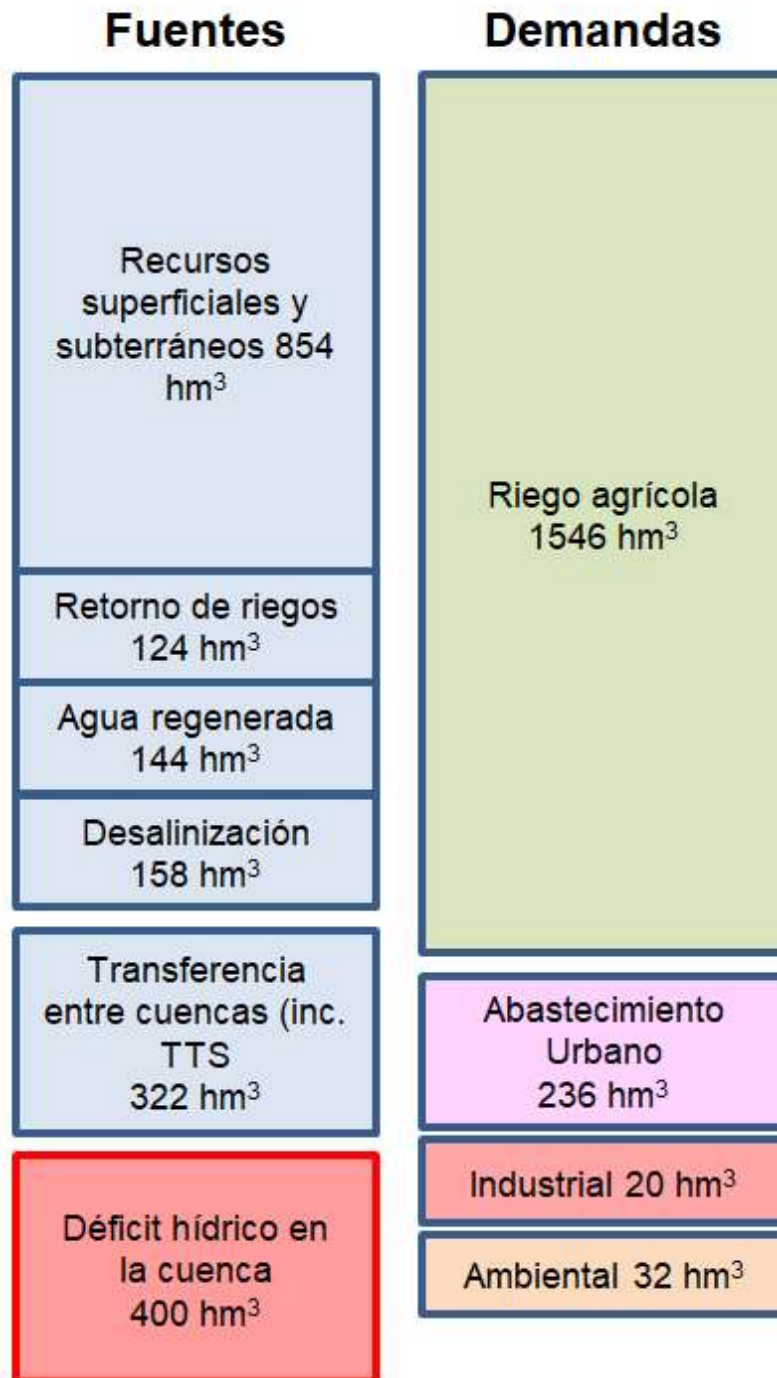 Fuentes
Recursos
superficiales y
subterráneos 854
hm³
Retorno de riegos
124 hm³
Agua regenerada
144 hm³
Desalinización
158 hm³
Transferencia
entre cuencas (inc.
TTS
322 hm³
Déficit hídrico en
la cuenca
400 hm³
Demandas
Riego agrícola
1546 hm³
Abastecimiento
Urbano
236 hm³
Industrial 20 hm³
Ambiental 32 hm³